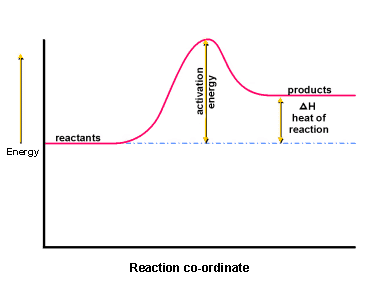 activation
energy
products
ΔH
heat of
reaction
reactants
Energy
Reaction co-ordinate